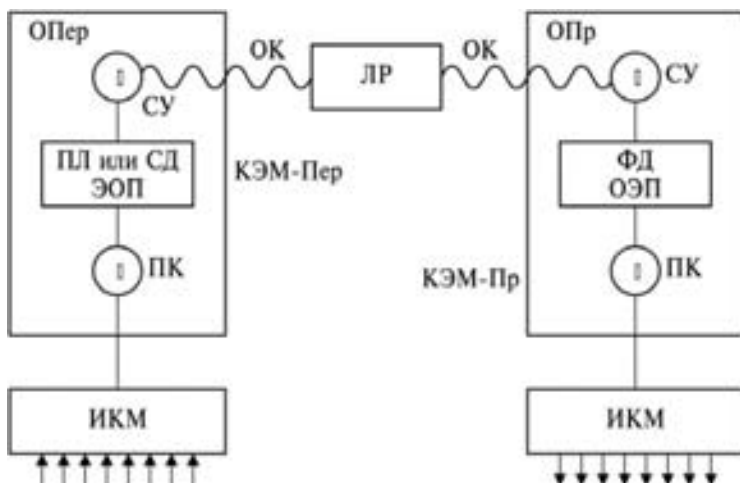 ОПер
ОК
ЛР
ОК
ОПр
СУ
СУ
ПЛ или СД
ЭОП
КЭМ-Пер
ФД
ОЭП
ПК
КЭМ-Пр
ПК
ИКМ
ИКМ